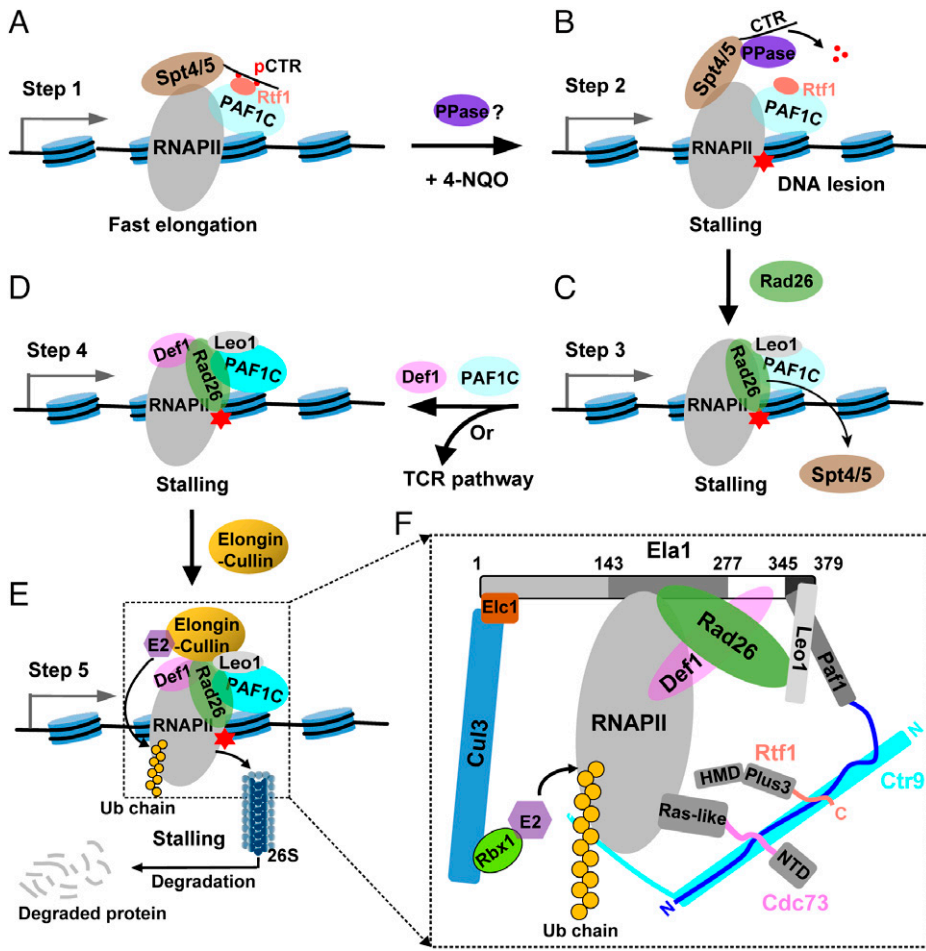 A
Step 1
Spt4/5
pCTR
Rtf1
PAF1C
RNAPII
Fast elongation
PPase ?
+ 4-NQO
B
Step 2
CTR
Spt4/5
PPase
Rtf1
PAF1C
RNAPII
DNA lesion
Stalling
Rad26
C
Step 3
Leo1
Rad26
PAF1C
RNAPII
Stalling
Spt4/5
Def1
PAF1C
Or
TCR pathway
D
Step 4
Def1
Leo1
Rad26
PAF1C
RNAPII
Stalling
Elongin
-Cullin
E
Step 5
E2
Elongin
-Cullin
Def1
Leo1
Rad26
PAF1C
RNAPII
Ub chain
Stalling
26S
Degradation
Degraded protein
F
Ela1
1
143
277
345
379
Elc1
Cul3
Rbx1
E2
RNAPII
Def1
Rad26
Leo1
Paf1
Rtf1
HMD
Plus3
C
Ctr9
N
Ras-like
NTD
Cdc73
N
Ub chain